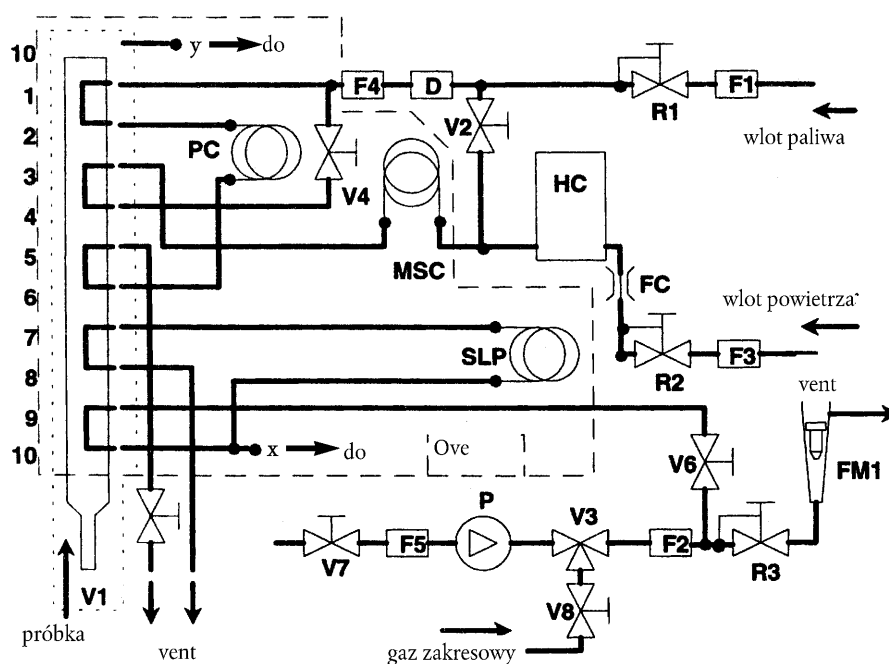 10
y do
1
F4
D
F1
R1
wlot paliwa
2
PC
V2
3
V4
HC
4
MSC
5
FC
6
wlot powietrza
7
SLP
F3
R2
8
vent
9
10
x do
Ove
V6
FM1
P
V3
F2
R3
V7
F5
V8
V1
próbka
vent
gaz zakresowy